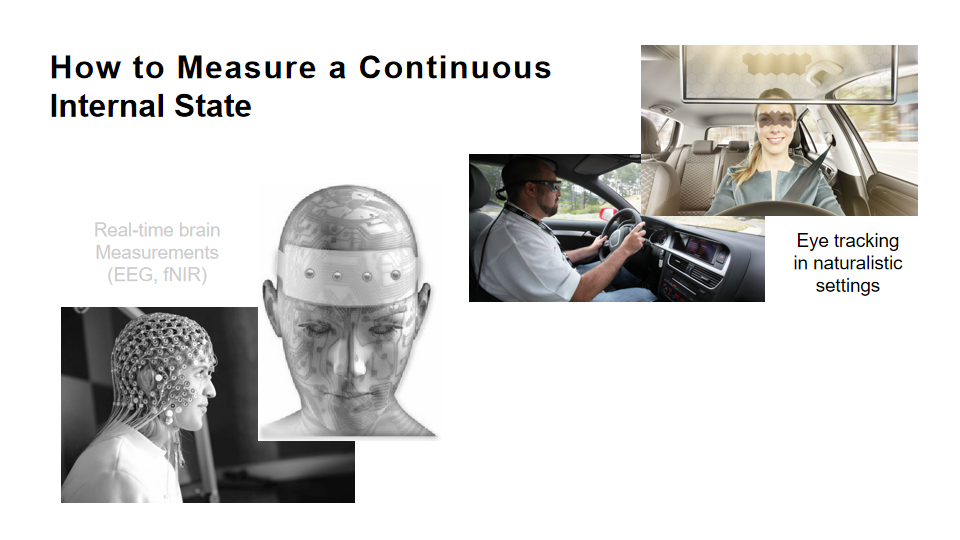 How to Measure a Continuous
Internal State
Real-time brain
Measurements
(EEG, fNIR)
Eye tracking
in naturalistic
settings